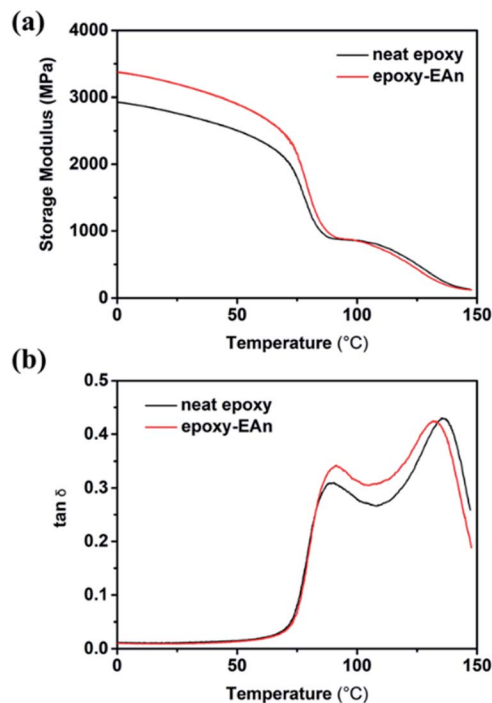 (a)
4000
3000
2000
1000
0
Storage Modulus (MPa)
neat epoxy
epoxy-EAn
0 50 100 150
Temperature (°C)
(b)
0.5
0.4
0.3
0.2
0.1
0.0
tan δ
neat epoxy
epoxy-EAn
0 50 100 150
Temperature (°C)